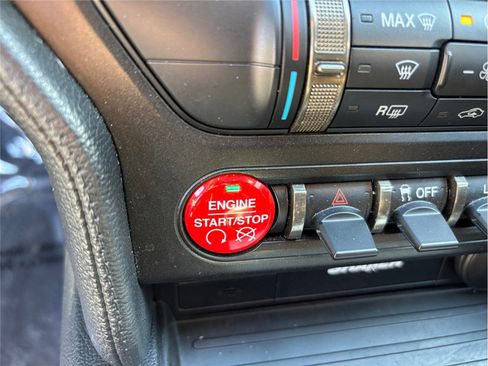 MAX
R
ENGINE
START/STOP
OFF
L